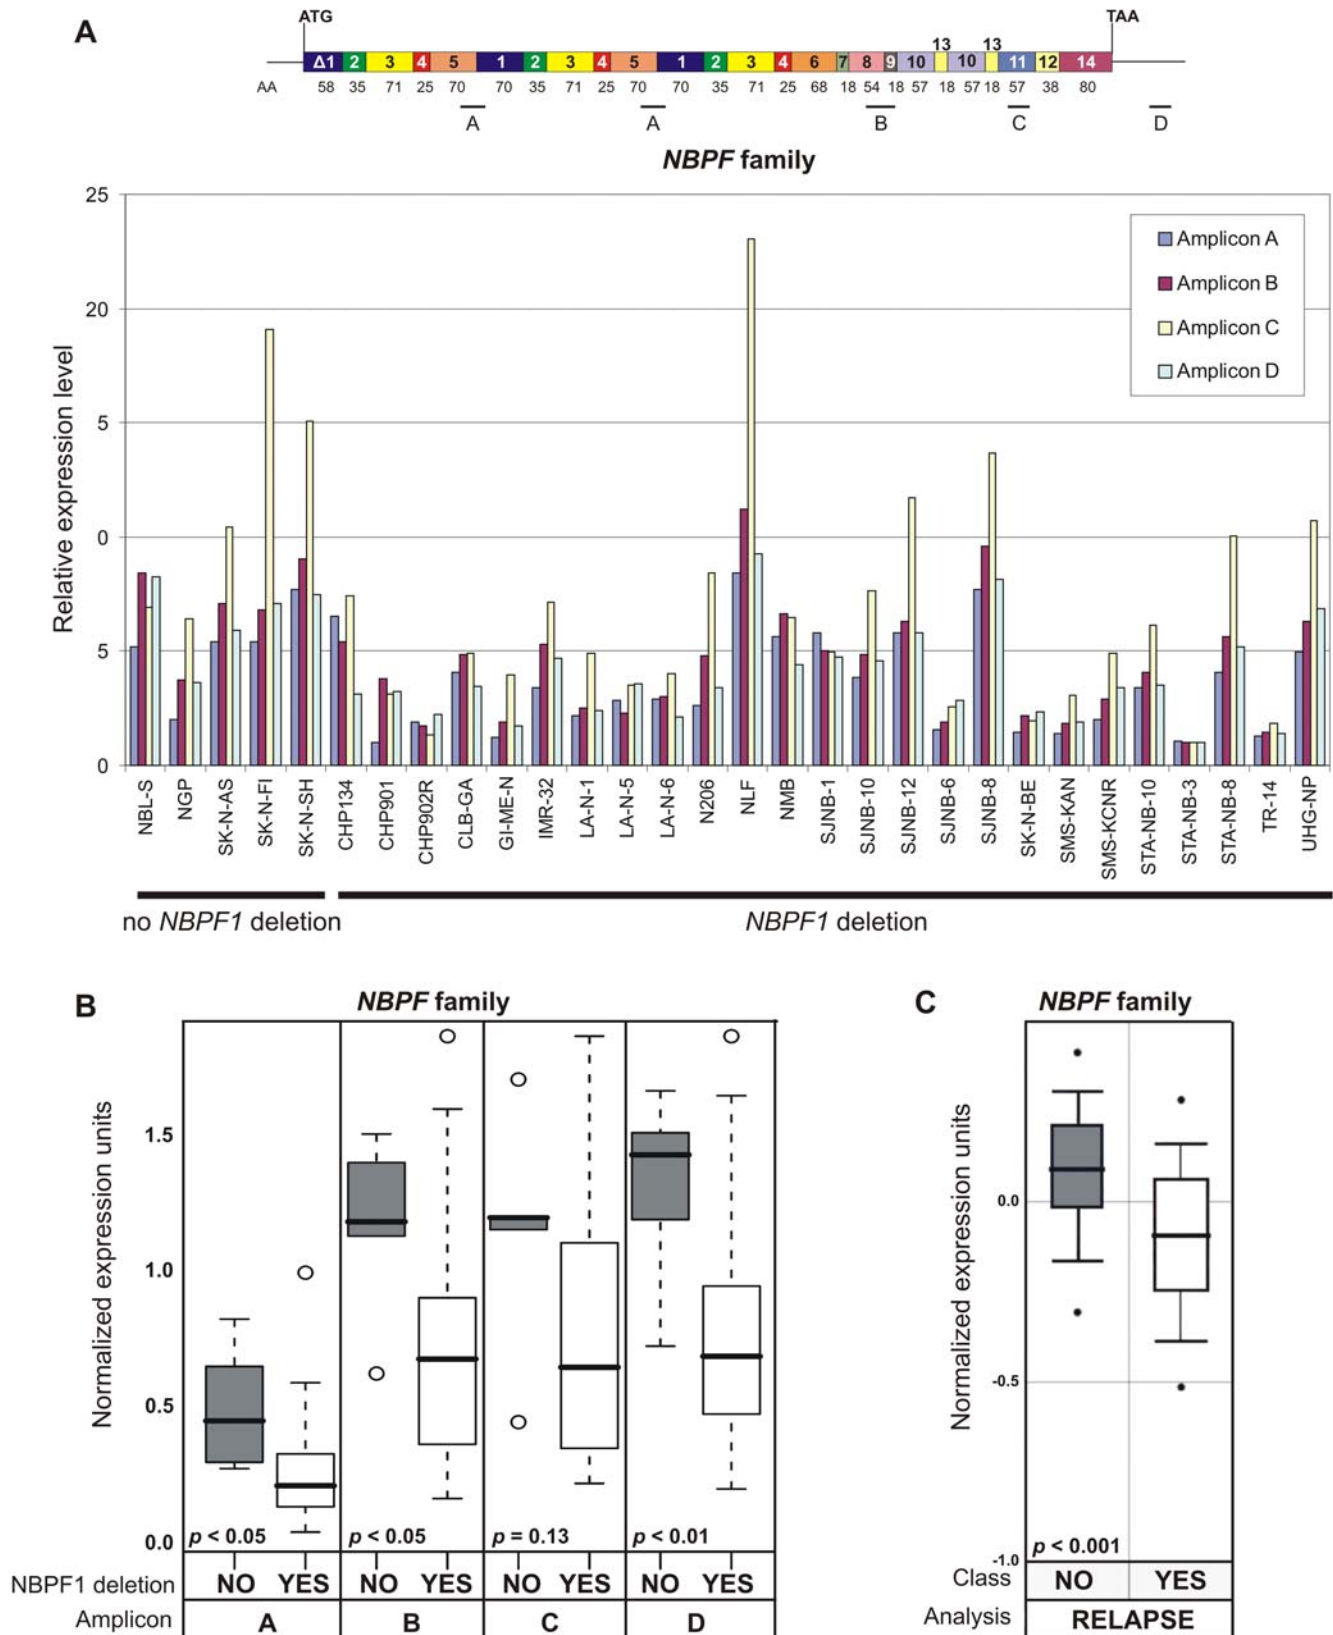 A
ATG
TAA
13 13
Δ1 2 3 4 5 1 2 3 4 5 1 2 3 4 6 7 8 9 10 10 11 12 14
AA 58 35 71 25 70 70 35 71 25 70 70 35 71 25 68 18 54 18 57 18 57 18 57 38 80
A A B C D
NBPF family
25
20
5
0
5
0
Relative expression level
Amplicon A
Amplicon B
Amplicon C
Amplicon D
NBL-S
NGP
SK-N-AS
SK-N-FI
SK-N-SH
CHP134
CHP901
CHP902R
CLB-GA
GI-ME-N
IMR-32
LA-N-1
LA-N-5
LA-N-6
N206
NLF
NMB
SJNB-1
SJNB-10
SJNB-12
SJNB-6
SJNB-8
SK-N-BE
SMS-KAN
SMS-KCNR
STA-NB-10
STA-NB-3
STA-NB-8
TR-14
UHG-NP
no NBPF1 deletion
NBPF1 deletion
B
NBPF family
Normalized expression units
1.5
1.0
0.5
0.0
p < 0.05
p < 0.05
p = 0.13
p < 0.01
NBPF1 deletion NO YES NO YES NO YES NO YES
Amplicon A B C D
C
NBPF family
Normalized expression units
0.0
-0.5
-1.0
p < 0.001
Class NO YES
Analysis RELAPSE